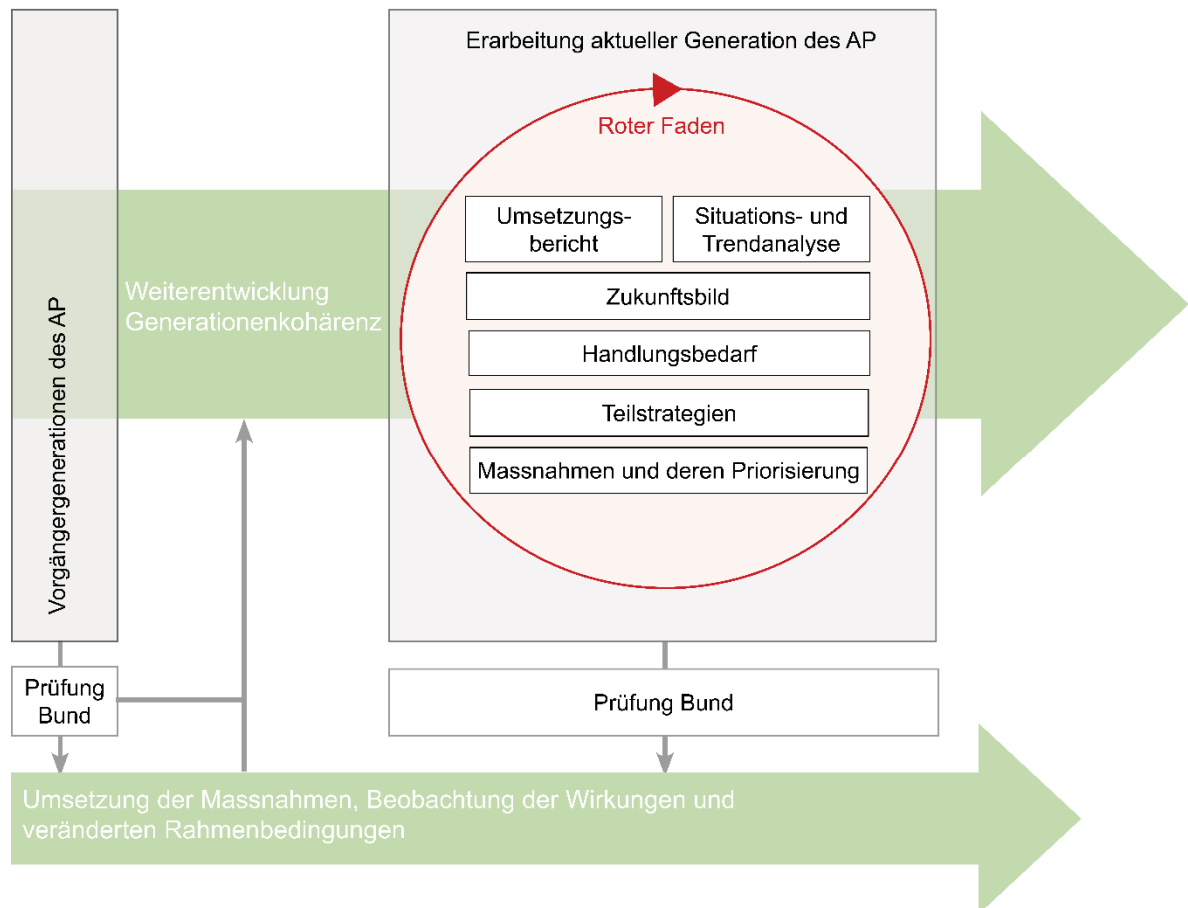 Erarbeitung aktueller Generation des AP
Roter Faden
Umsetzungs-
bericht
Situations- und
Trendanalyse
Zukunftsbild
Handlungsbedarf
Teilstrategien
Massnahmen und deren Priorisierung
Weiterentwicklung
Generationenkohärenz
Vorgängergenerationen des AP
Prüfung
Bund
Prüfung Bund
Umsetzung der Massnahmen, Beobachtung der Wirkungen und
veränderten Rahmenbedingungen